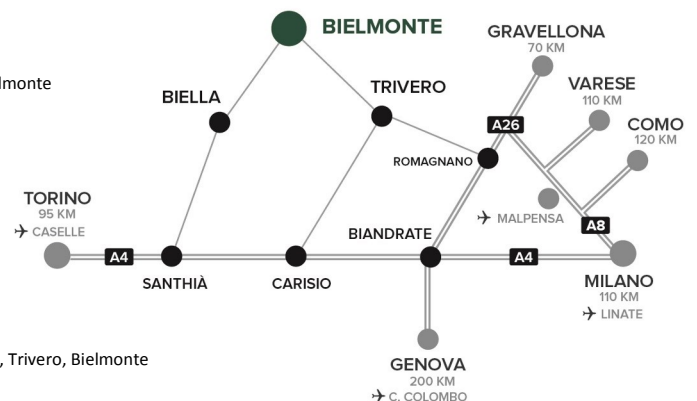 BIELMONTE
GRAVELLONA
70 KM
lmonte
BIELLA
TRIVERO
VARESE
110 KM
A26
COMO
120 KM
ROMAGNANO
TORINO
95 KM
CASELLE
MALPENSA
BIANDRATE
A8
A4
A4
SANTHIÀ
CARISIO
MILANO
110 KM
LINATE
, Trivero, Bielmonte
GENOVA
200 KM
C. COLOMBO